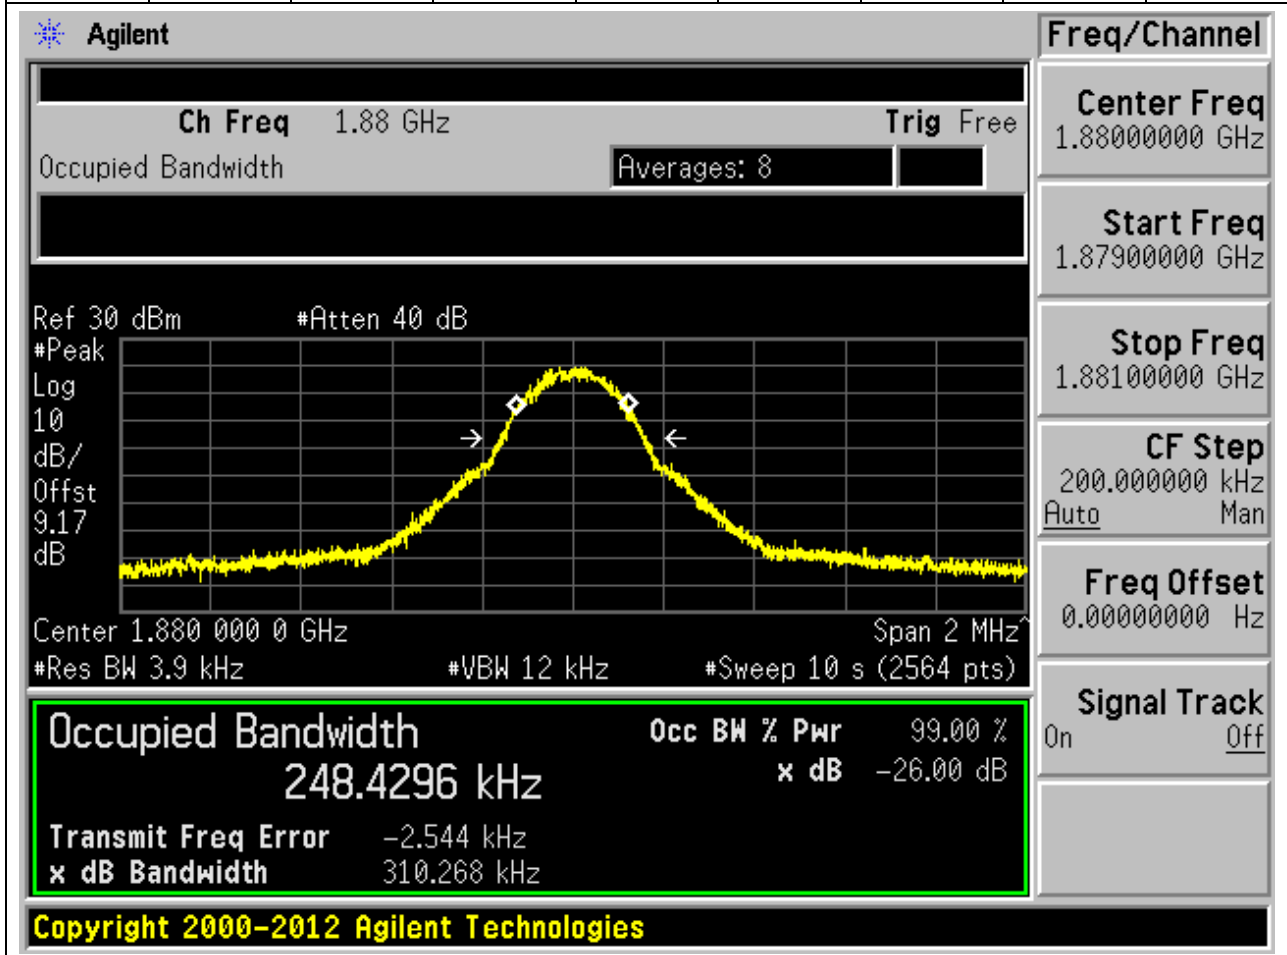 Agilent
Freq/Channel
Ch Freq 1.88 GHz Trig Free
Occupied Bandwidth Averages: 8
Center Freq
1.88000000 GHz
Start Freq
1.87900000 GHz
Stop Freq
1.88100000 GHz
CF Step
200.000000 kHz
Auto Man
Freq Offset
0.00000000 Hz
Signal Track
On Off
Ref 30 dBm #Atten 40 dB
#Peak
Log
10
dB/
Offst
9.17
dB
Center 1.880 000 0 GHz Span 2 MHz^
#Res BW 3.9 kHz #VBW 12 kHz #Sweep 10 s (2564 pts)
Occupied Bandwidth Occ BW % Pwr 99.00 %
248.4296 kHz x dB -26.00 dB
Transmit Freq Error -2.544 kHz
x dB Bandwidth 310.268 kHz
Copyright 2000-2012 Agilent Technologies